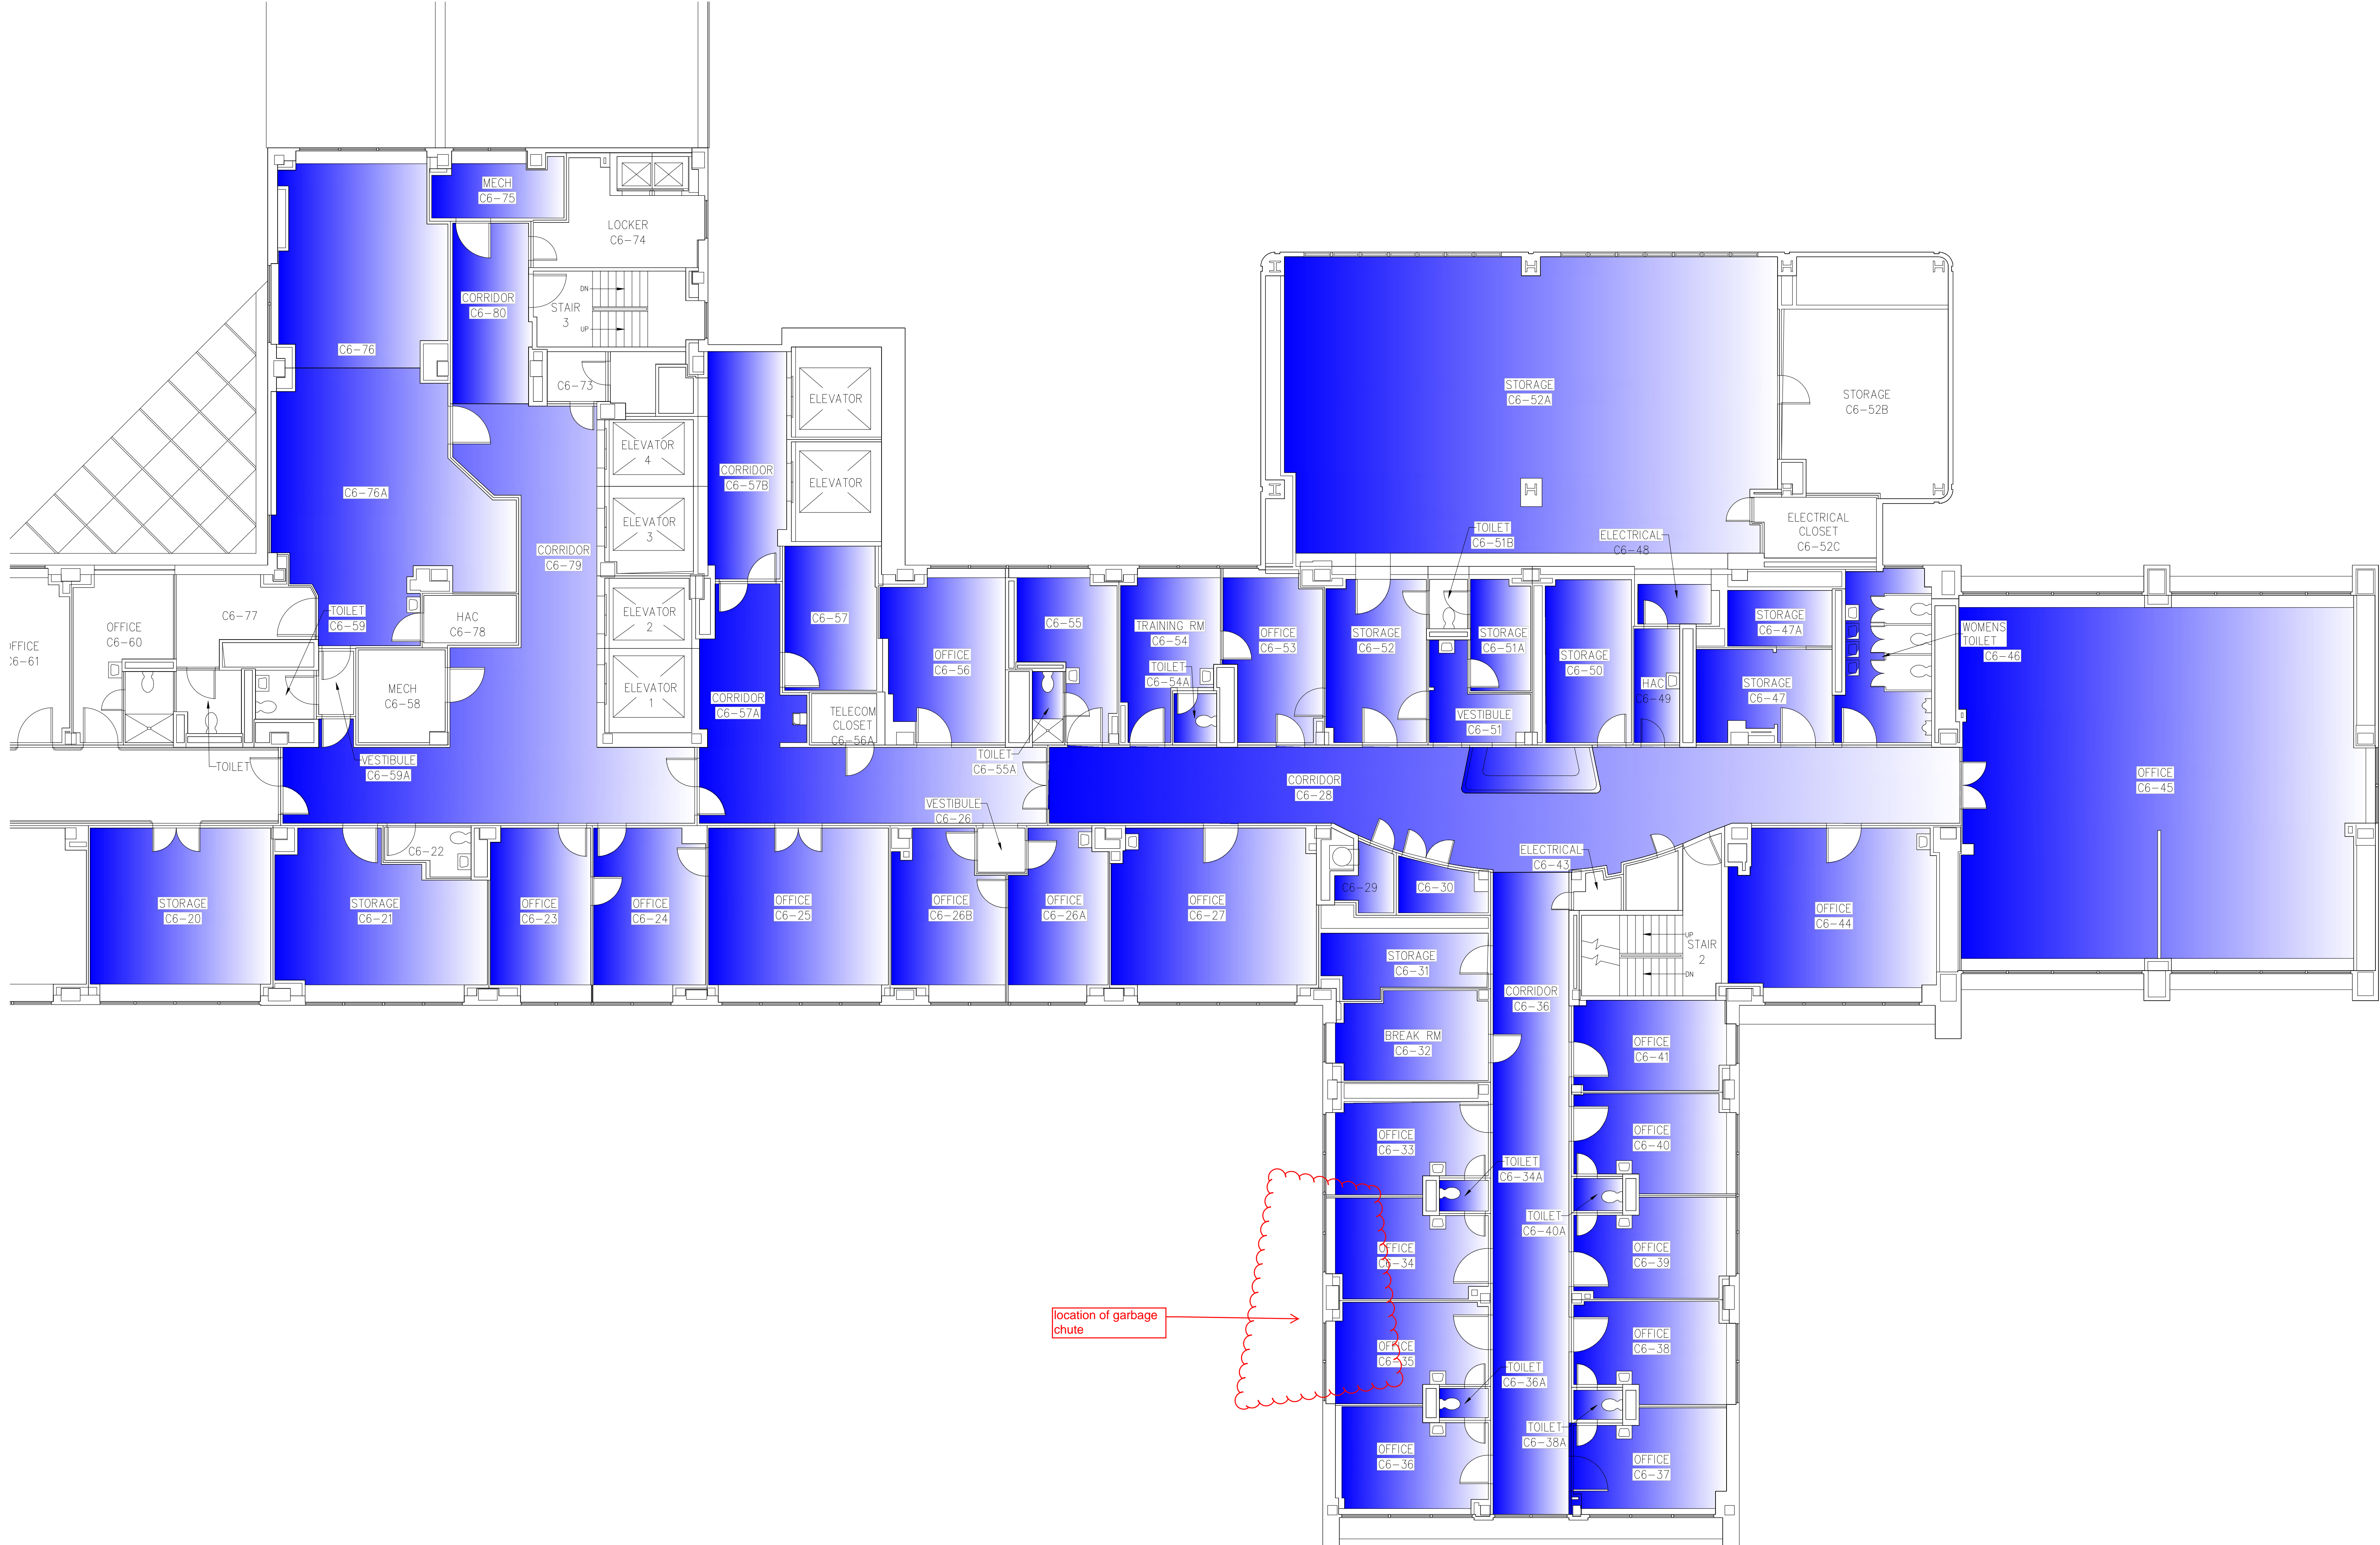 MECH
C6-75
LOCKER
C6-74
CORRIDOR
C6-80
DN
STAIR
3
UP
C6-76
C6-73
ELEVATOR
STORAGE
C6-52A
STORAGE
C6-52B
ELEVATOR
4
CORRIDOR
C6-57B
ELEVATOR
C6-76A
ELEVATOR
3
CORRIDOR
C6-79
TOILET
C6-51B
ELECTRICAL
C6-48
ELECTRICAL
CLOSET
C6-52C
C6-77
TOILET
C6-59
HAC
C6-78
ELEVATOR
2
OFFICE
C6-60
C6-61
C6-57
C6-55
TRAINING RM
C6-54
OFFICE
C6-53
STORAGE
C6-52
STORAGE
C6-51A
STORAGE
C6-47A
WOMENS
TOILET
C6-46
OFFICE
C6-56
TOILET
C6-54A
STORAGE
C6-50
HAC
C6-49
STORAGE
C6-47
MECH
C6-58
ELEVATOR
1
CORRIDOR
C6-57A
TELECOM
CLOSET
C6-56A
VESTIBULE
C6-51
TOILET
VESTIBULE
C6-59A
TOILET
C6-55A
CORRIDOR
C6-28
OFFICE
C6-45
VESTIBULE
C6-26
C6-22
ELECTRICAL
C6-43
STORAGE
C6-20
STORAGE
C6-21
OFFICE
C6-23
OFFICE
C6-24
OFFICE
C6-25
OFFICE
C6-26B
OFFICE
C6-26A
OFFICE
C6-27
C6-29
C6-30
OFFICE
C6-44
UP
STAIR
2
DN
STORAGE
C6-31
CORRIDOR
C6-36
BREAK RM
C6-32
OFFICE
C6-41
OFFICE
C6-33
OFFICE
C6-40
TOILET
C6-34A
TOILET
C6-40A
OFFICE
C6-34
OFFICE
C6-39
location of garbage
chute
OFFICE
C6-35
OFFICE
C6-38
TOILET
C6-36A
TOILET
C6-38A
OFFICE
C6-36
OFFICE
C6-37